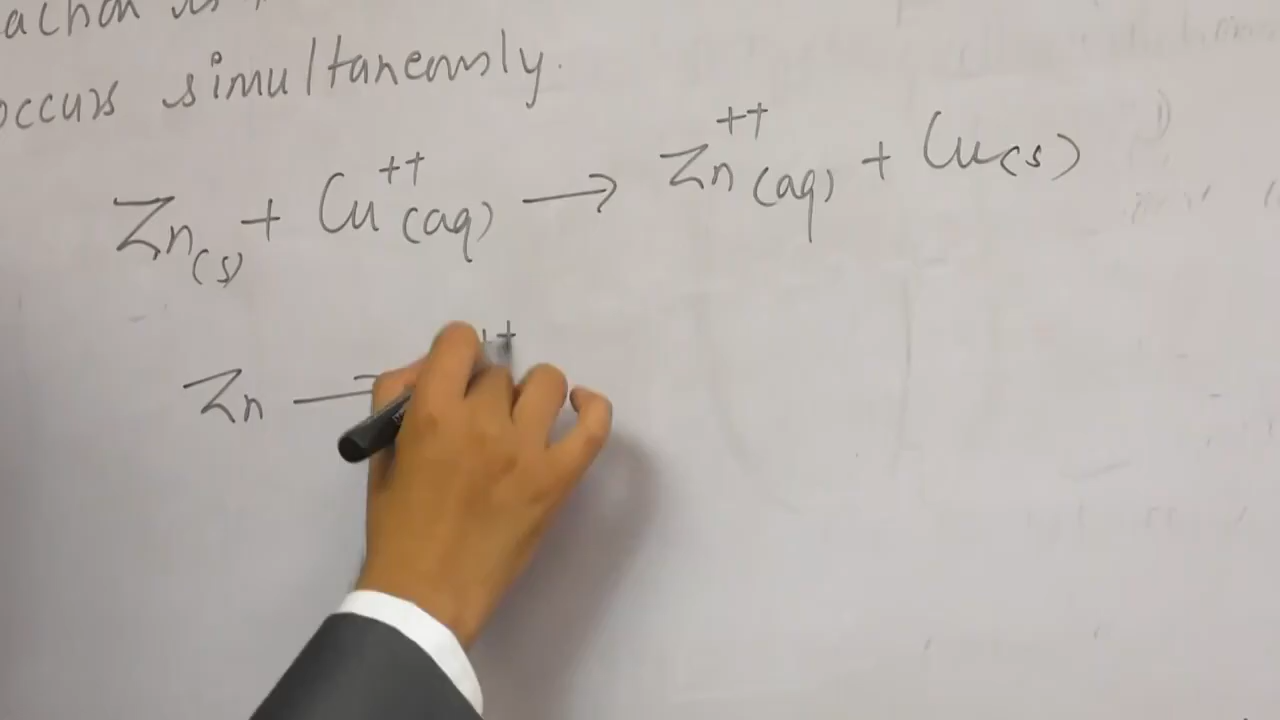 occurs simultaneously.
Zn(s) + Cu++(aq) → Zn++(aq) + Cu(s)
Zn → ++